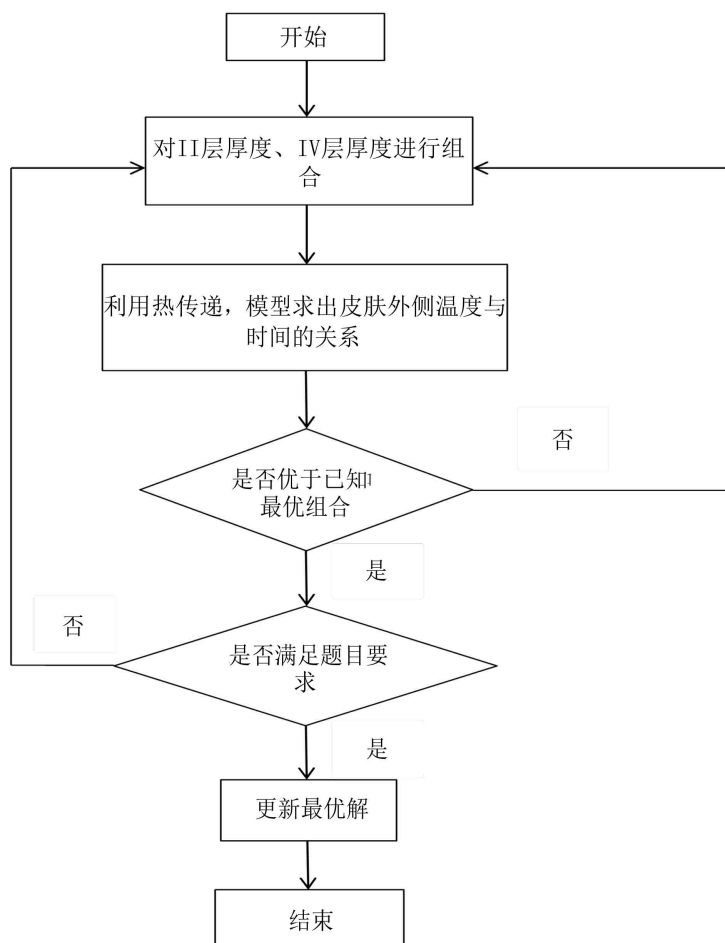 开始
对II层厚度、IV层厚度进行组
合
利用热传递，模型求出皮肤外侧温度与
时间的关系
是否优于已知
最优组合
否
是
否
是否满足题目要
求
是
更新最优解
结束